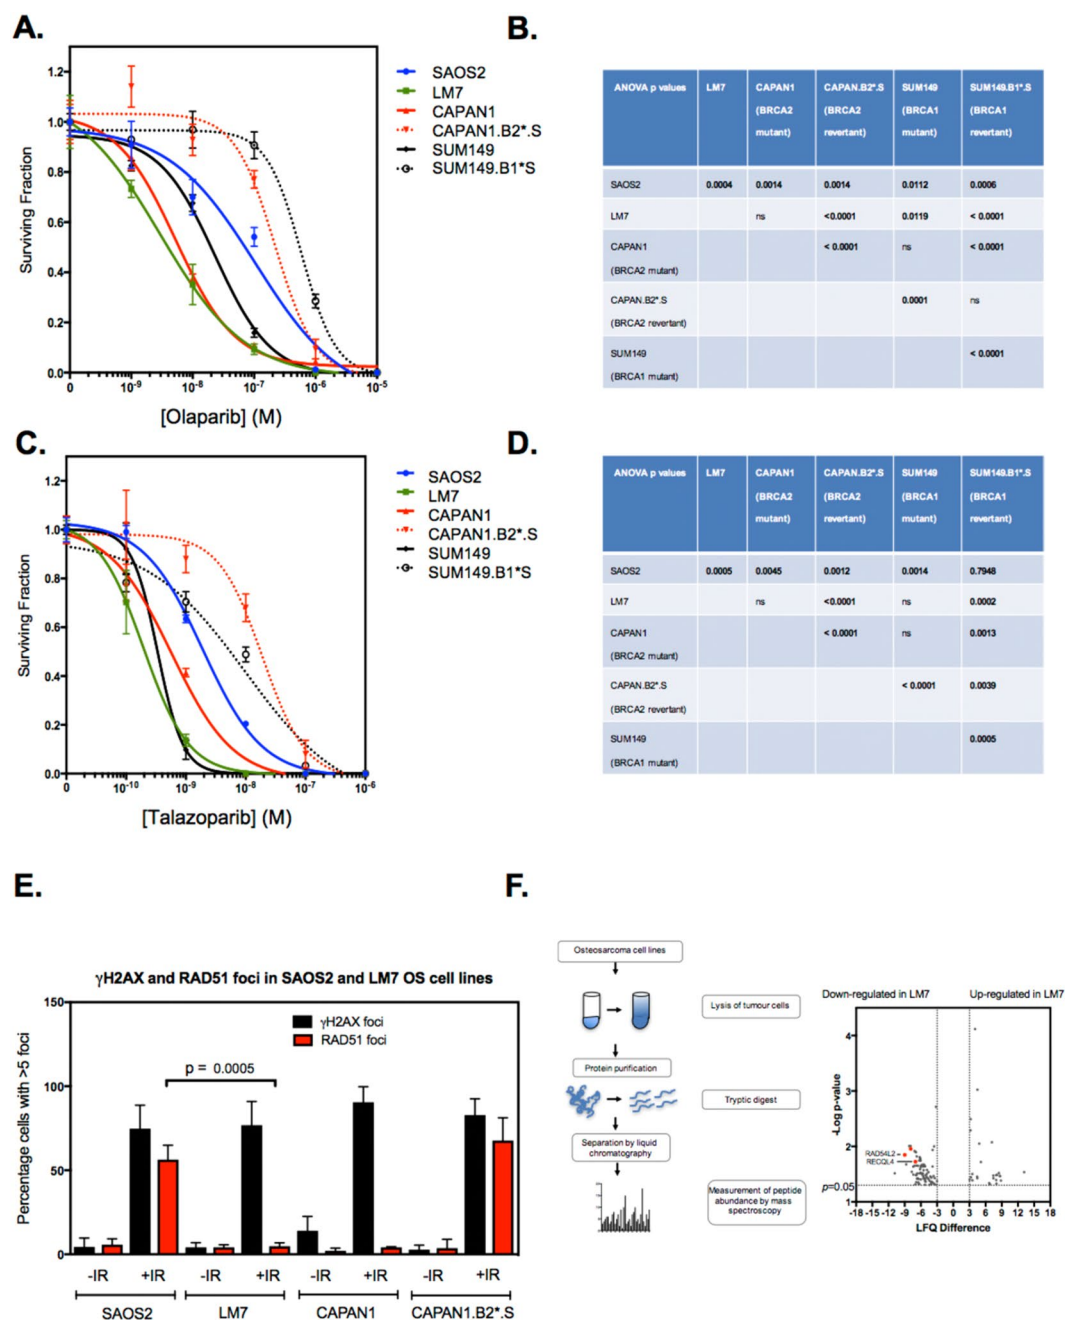 A.
1.2
1.0
0.8
0.6
0.4
0.2
0.0
Surviving Fraction
0
10-9
10-8
10-7
10-6
10-5
[Olaparib] (M)
SAOS2
LM7
CAPAN1
CAPAN1.B2*.S
SUM149
SUM149.B1*S
B.
ANOVA p values LM7 CAPAN1 (BRCA2 mutant) CAPAN.B2*.S (BRCA2 revertant) SUM149 (BRCA1 mutant) SUM149.B1*.S (BRCA1 revertant)
SAOS2 0.0004 0.0014 0.0014 0.0112 0.0006
LM7 ns <0.0001 0.0119 < 0.0001
CAPAN1 (BRCA2 mutant) < 0.0001 ns < 0.0001
CAPAN.B2*.S (BRCA2 revertant) 0.0001 ns
SUM149 (BRCA1 mutant) < 0.0001
C.
1.2
1.0
0.8
0.6
0.4
0.2
0.0
Surviving Fraction
0
10-10
10-9
10-8
10-7
10-6
[Talazoparib] (M)
SAOS2
LM7
CAPAN1
CAPAN1.B2*.S
SUM149
SUM149.B1*S
D.
ANOVA p values LM7 CAPAN1 (BRCA2 mutant) CAPAN.B2*.S (BRCA2 revertant) SUM149 (BRCA1 mutant) SUM149.B1*.S (BRCA1 revertant)
SAOS2 0.0005 0.0045 0.0012 0.0014 0.7948
LM7 ns <0.0001 ns 0.0002
CAPAN1 (BRCA2 mutant) < 0.0001 ns 0.0013
CAPAN.B2*.S (BRCA2 revertant) < 0.0001 0.0039
SUM149 (BRCA1 mutant) 0.0005
E.
γH2AX and RAD51 foci in SAOS2 and LM7 OS cell lines
Percentage cells with >5 foci
150
100
50
0
γH2AX foci
RAD51 foci
p = 0.0005
-IR +IR -IR +IR -IR +IR -IR +IR
SAOS2 LM7 CAPAN1 CAPAN1.B2*.S
F.
Osteosarcoma cell lines
Lysis of tumour cells
Protein purification
Tryptic digest
Separation by liquid chromatography
Measurement of peptide abundance by mass spectroscopy
Down-regulated in LM7 Up-regulated in LM7
-Log p-value
4
3
2
1
RAD54L2
RECQL4
p=0.05
-18 -15 -12 -9 -6 -3 0 3 6 9 12 15 18
LFQ Difference